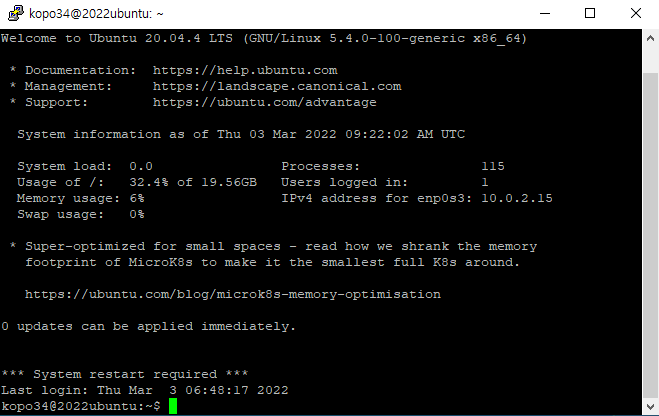 kopo34@2022ubuntu: ~
Welcome to Ubuntu 20.04.4 LTS (GNU/Linux 5.4.0-100-generic x86_64)
* Documentation:  https://help.ubuntu.com
* Management:     https://landscape.canonical.com
* Support:        https://ubuntu.com/advantage
System information as of Thu 03 Mar 2022 09:22:02 AM UTC
System load:  0.0                Processes:               115
Usage of /:   32.4% of 19.56GB   Users logged in:         1
Memory usage: 6%                 IPv4 address for enp0s3: 10.0.2.15
Swap usage:   0%
* Super-optimized for small spaces - read how we shrank the memory
footprint of MicroK8s to make it the smallest full K8s around.
https://ubuntu.com/blog/microk8s-memory-optimisation
0 updates can be applied immediately.
*** System restart required ***
Last login: Thu Mar  3 06:48:17 2022
kopo34@2022ubuntu:~$